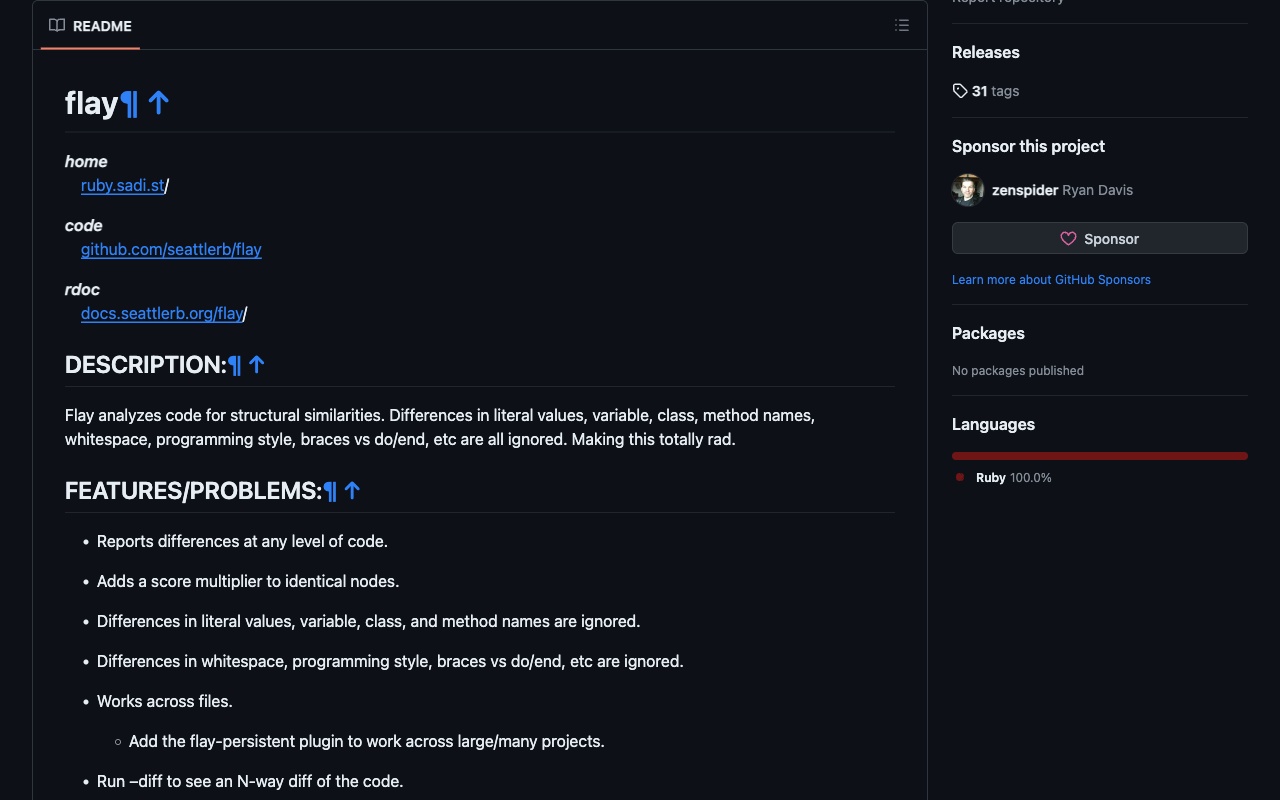 README
flay¶ ↑
home
ruby.sadi.st/
code
github.com/seattlerb/flay
rdoc
docs.seattlerb.org/flay/
DESCRIPTION:¶ ↑
Flay analyzes code for structural similarities. Differences in literal values, variable, class, method names,
whitespace, programming style, braces vs do/end, etc are all ignored. Making this totally rad.
FEATURES/PROBLEMS:¶ ↑
• Reports differences at any level of code.
• Adds a score multiplier to identical nodes.
• Differences in literal values, variable, class, and method names are ignored.
• Differences in whitespace, programming style, braces vs do/end, etc are ignored.
• Works across files.
◦ Add the flay-persistent plugin to work across large/many projects.
• Run –diff to see an N-way diff of the code.
Report repository
Releases
31 tags
Sponsor this project
zenspider Ryan Davis
Sponsor
Learn more about GitHub Sponsors
Packages
No packages published
Languages
Ruby 100.0%